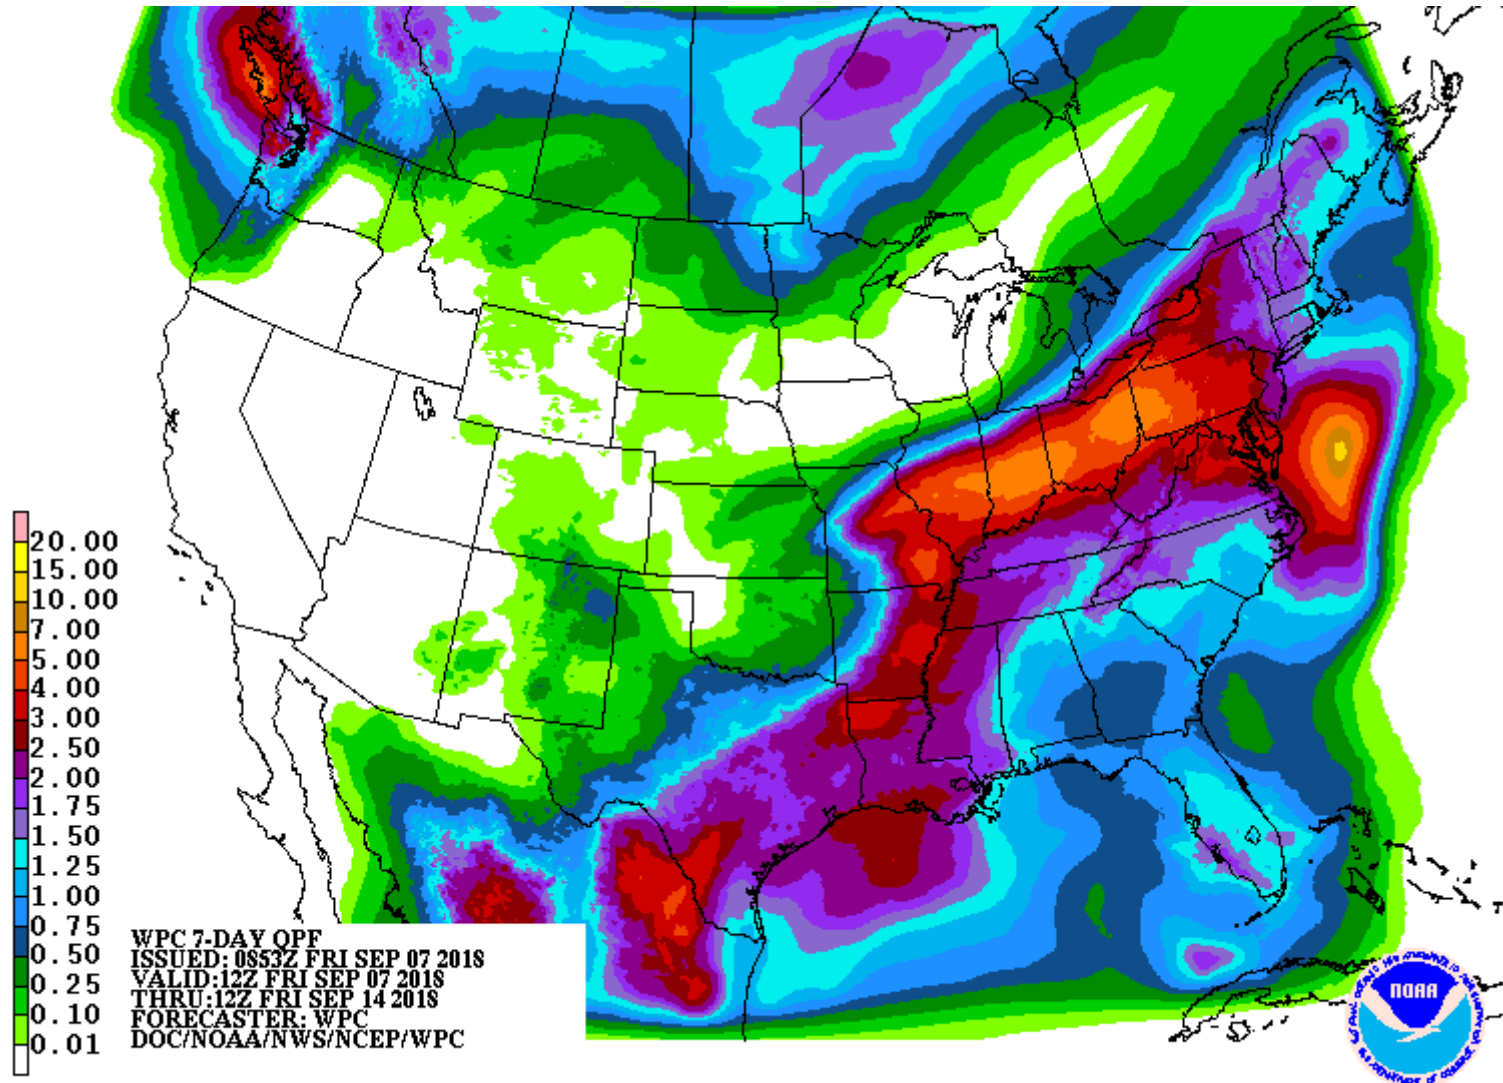 20.00
15.00
10.00
7.00
5.00
4.00
3.00
2.50
2.00
1.75
1.50
1.25
1.00
0.75
0.50
0.25
0.10
0.01
WPC 7-DAY QPF
ISSUED: 0853Z FRI SEP 07 2018
VALID:12Z FRI SEP 07 2018
THRU:12Z FRI SEP 14 2018
FORECASTER: WPC
DOC/NOAA/NWS/NCEP/WPC
NOAA